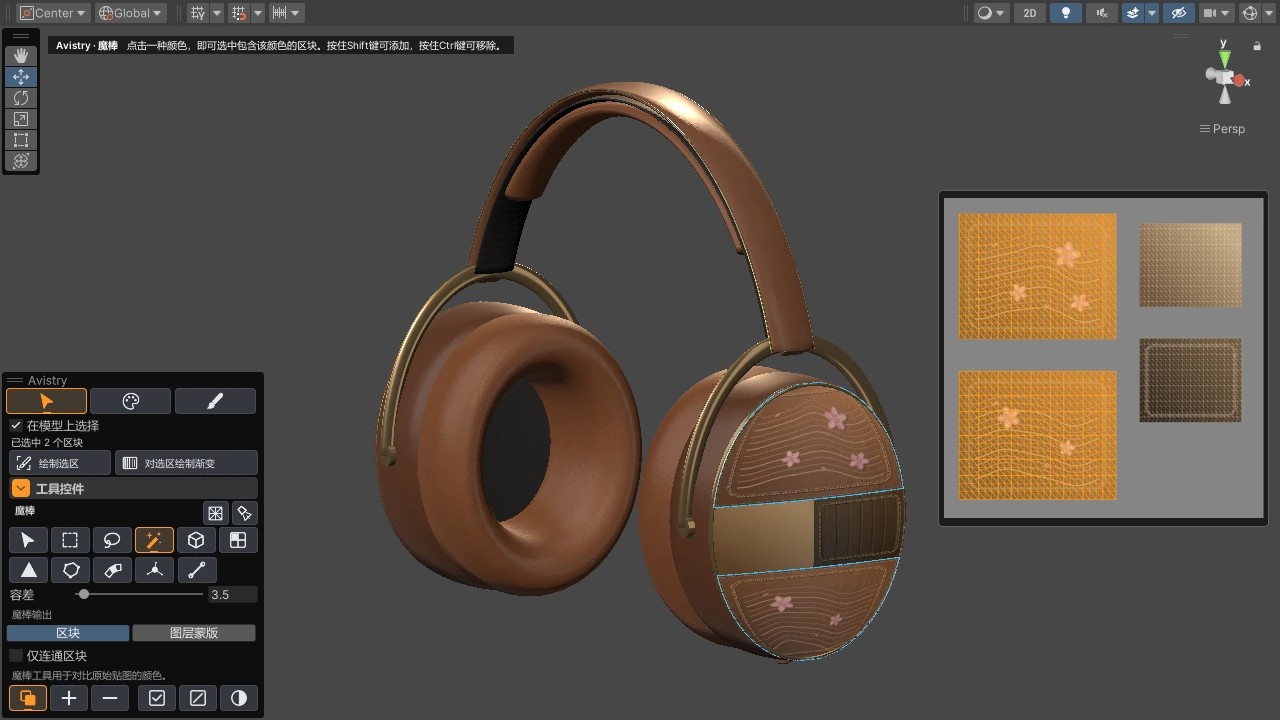 Center
Global
2D
Avistry · 魔棒 点击一种颜色，即可选中包含该颜色的区块。按住Shift键可添加，按住Ctrl键可移除。
y
x
Persp
Avistry
在模型上选择
已选中 2 个区块
绘制选区
对选区绘制渐变
工具控件
魔棒
容差
3.5
魔棒输出
区块
图层蒙版
仅连通区块
魔棒工具用于对比原始贴图的颜色。